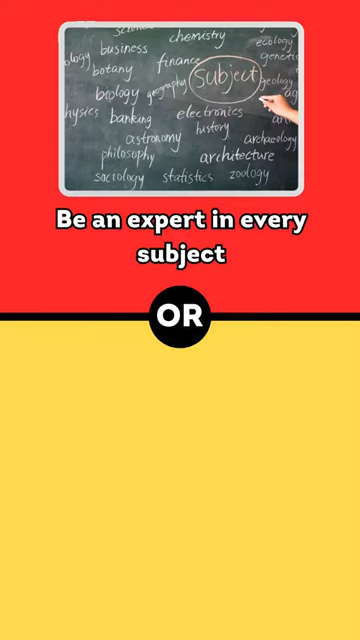 chemistry
ecology
business
finance
botany
Subject
geology
biology
geography
electronics
banking
history
astronomy
archaeology
philosophy
architecture
sociology statistics zoology
Be an expert in every
subject
OR